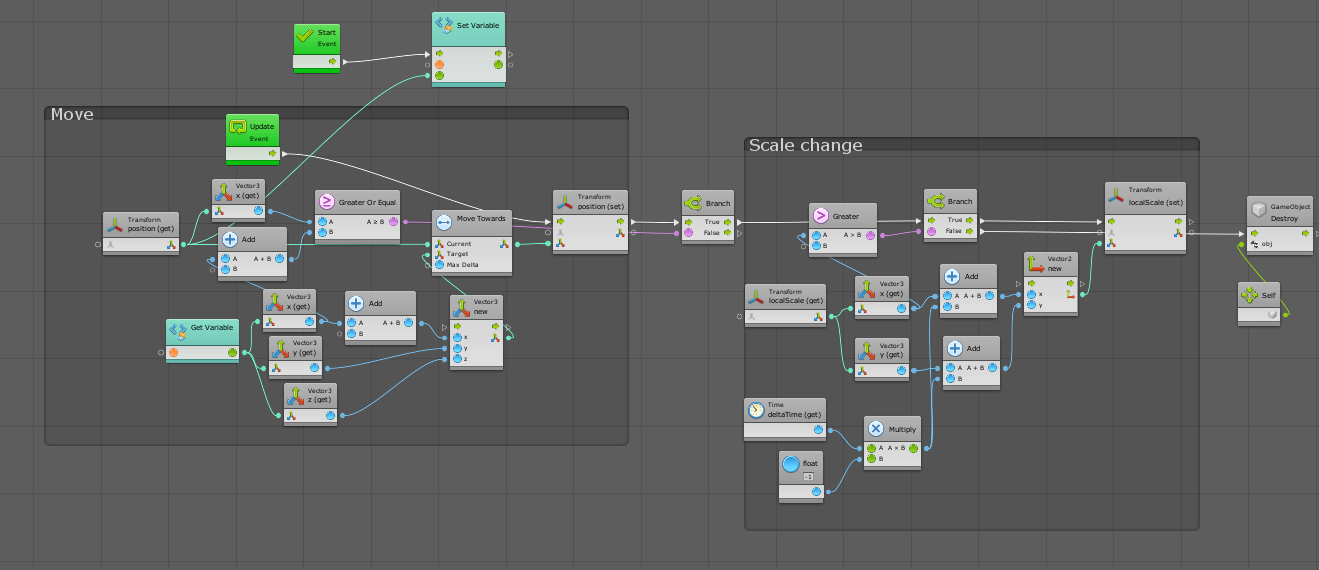 Start
Event
Set Variable
Move
Update
Event
Vector3
x (get)
Greater Or Equal
A A ≥ B
B
Transform
position (get)
Add
A A + B
B
Move Towards
Current
Target
Max Delta
Transform
position (set)
Branch
True
False
Vector3
x (get)
Add
A A + B
B
Vector3
new
x
y
z
Get Variable
Vector3
y (get)
Vector3
z (get)
Scale change
Greater
A A > B
B
Branch
True
False
Transform
localScale (set)
GameObject
Destroy
obj
Self
Transform
localScale (get)
Vector3
x (get)
Add
A A + B
B
Vector2
new
x
y
Vector3
y (get)
Add
A A + B
B
Time
deltaTime (get)
Multiply
A A × B
B
float
-1